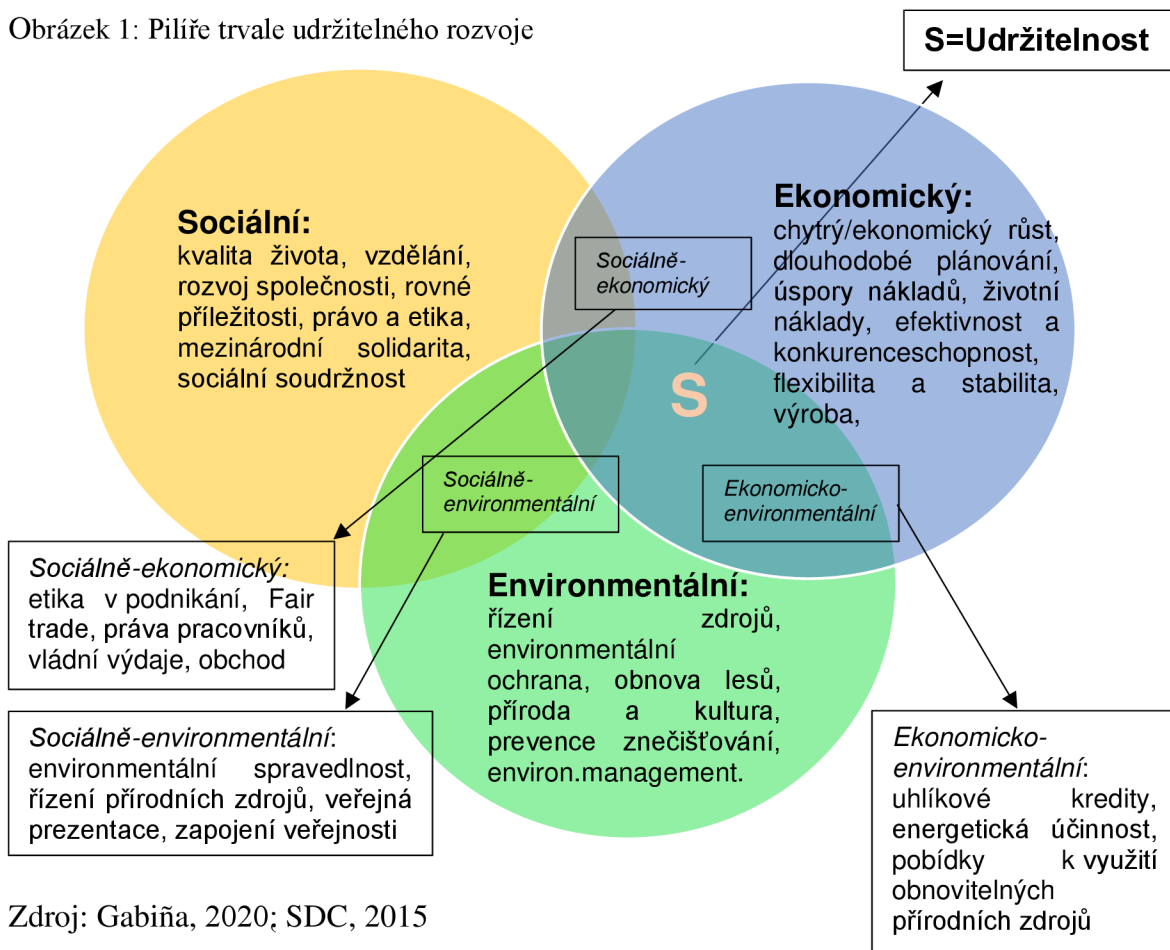 Obrázek 1: Pilíře trvale udržitelného rozvoje
S=Udržitelnost
Sociální:
kvalita života, vzdělání,
rozvoj společnosti, rovné
příležitosti, právo a etika,
mezinárodní solidarita,
sociální soudržnost
Ekonomický:
chytrý/ekonomický růst,
dlouhodobé plánování,
úspory nákladů, životní
náklady, efektivnost a
konkurenceschopnost,
flexibilita a stabilita,
výroba,
Sociálně-
ekonomický
S
Sociálně-
environmentální
Ekonomicko-
environmentální
Environmentální:
řízení zdrojů,
environmentální
ochrana, obnova lesů,
příroda a kultura,
prevence znečišťování,
environ.management.
Sociálně-ekonomický:
etika v podnikání, Fair
trade, práva pracovníků,
vládní výdaje, obchod
Sociálně-environmentální:
environmentální spravedlnost,
řízení přírodních zdrojů, veřejná
prezentace, zapojení veřejnosti
Ekonomicko-
environmentální:
uhlíkové kredity,
energetická účinnost,
pobídky k využití
obnovitelných
přírodních zdrojů
Zdroj: Gabiña, 2020; SDC, 2015